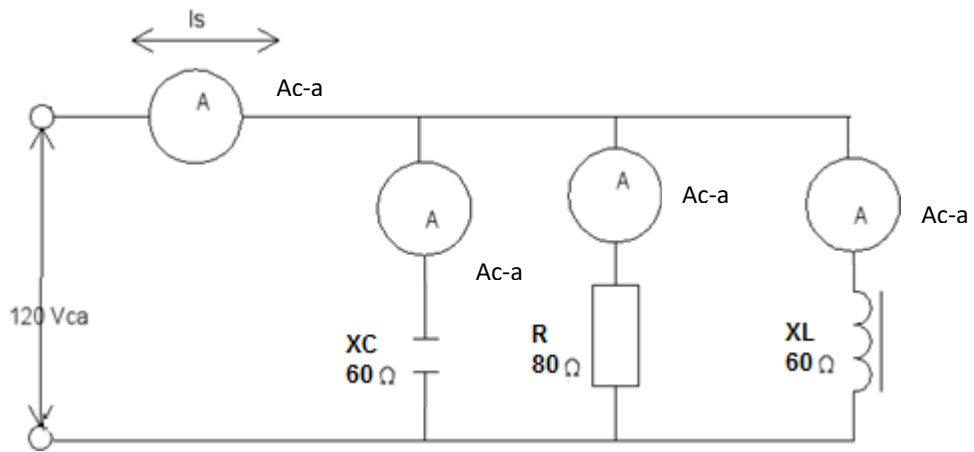 Is
A
Ac-a
A
Ac-a
A
Ac-a
A
Ac-a
120 Vca
XC
60 Ω
R
80 Ω
XL
60 Ω